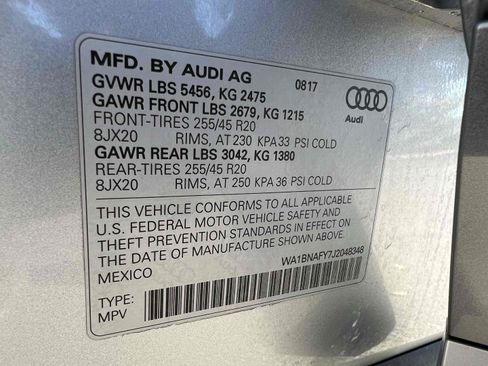 MFD. BY AUDI AG 0817
GVWR LBS 5456, KG 2475
GAWR FRONT LBS 2679, KG 1215
FRONT-TIRES 255/45 R20
8JX20 RIMS, AT 230 KPA 33 PSI COLD
GAWR REAR LBS 3042, KG 1380
REAR-TIRES 255/45 R20
8JX20 RIMS, AT 250 KPA 36 PSI COLD
Audi
THIS VEHICLE CONFORMS TO ALL APPLICABLE
U.S. FEDERAL MOTOR VEHICLE SAFETY AND
THEFT PREVENTION STANDARDS IN EFFECT ON
THE DATE OF MANUFACTURE SHOWN ABOVE.
MEXICO
WA1BNAFY7J2048348
TYPE:
MPV